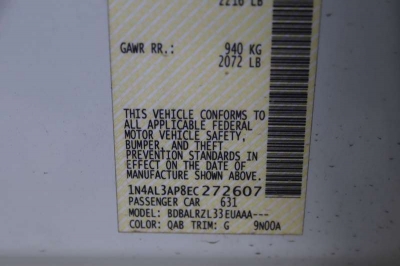 2216 LB
GAWR RR.: 940 KG
2072 LB
THIS VEHICLE CONFORMS TO
ALL APPLICABLE FEDERAL
MOTOR VEHICLE SAFETY,
BUMPER, AND THEFT
PREVENTION STANDARDS IN
EFFECT ON THE DATE OF
MANUFACTURE SHOWN ABOVE.
1N4AL3AP8EC272607
PASSENGER CAR 631
MODEL: BDBALRZL33EUAAA---
COLOR: QAB TRIM: G 9N00A